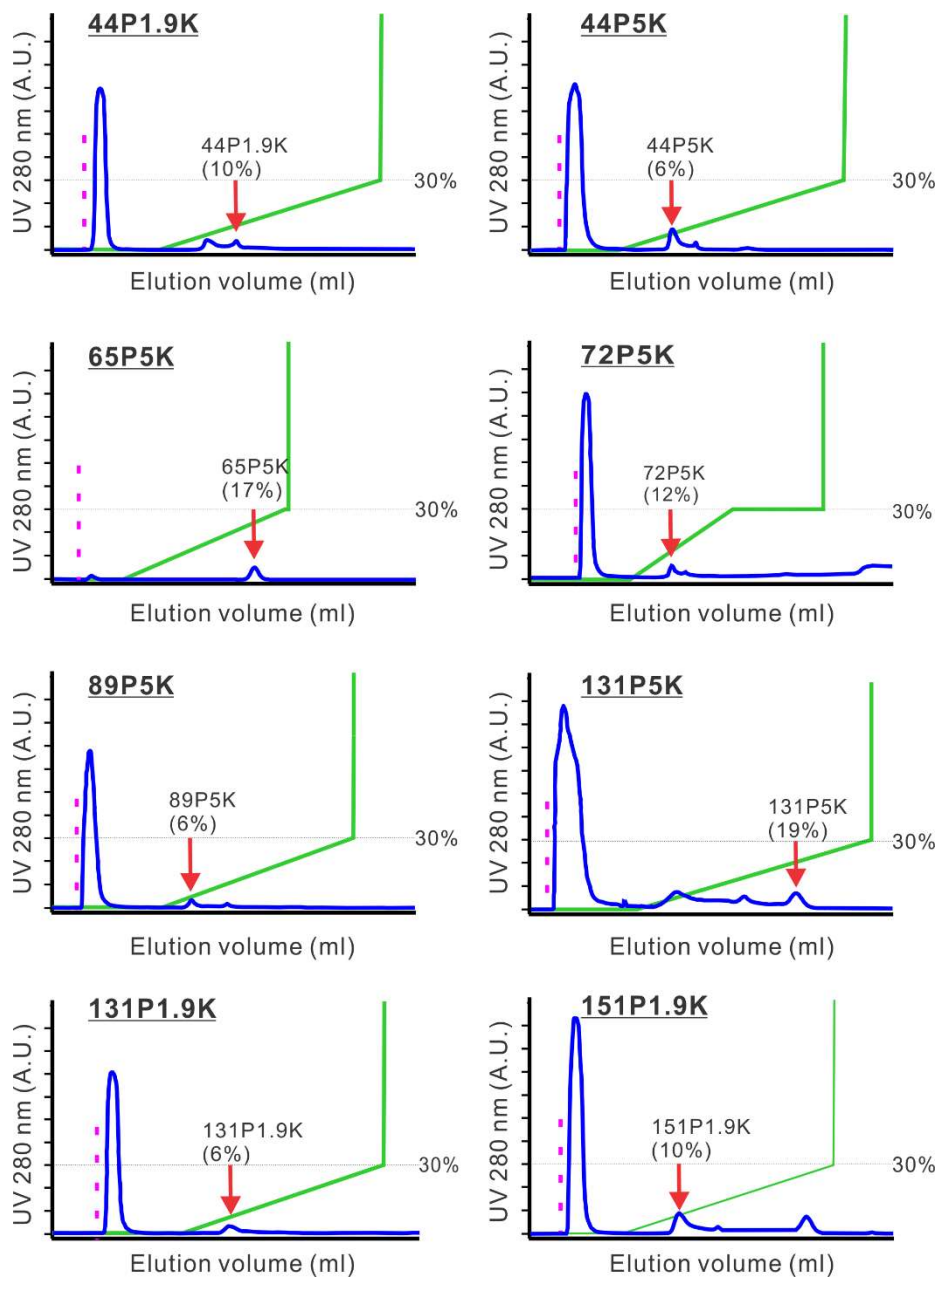 44P1.9K
UV 280 nm (A.U.)
44P1.9K
(10%)
30%
Elution volume (ml)
44P5K
UV 280 nm (A.U.)
44P5K
(6%)
30%
Elution volume (ml)
65P5K
UV 280 nm (A.U.)
65P5K
(17%)
30%
Elution volume (ml)
72P5K
UV 280 nm (A.U.)
72P5K
(12%)
30%
Elution volume (ml)
89P5K
UV 280 nm (A.U.)
89P5K
(6%)
30%
Elution volume (ml)
131P5K
UV 280 nm (A.U.)
131P5K
(19%)
30%
Elution volume (ml)
131P1.9K
UV 280 nm (A.U.)
131P1.9K
(6%)
30%
Elution volume (ml)
151P1.9K
UV 280 nm (A.U.)
151P1.9K
(10%)
30%
Elution volume (ml)